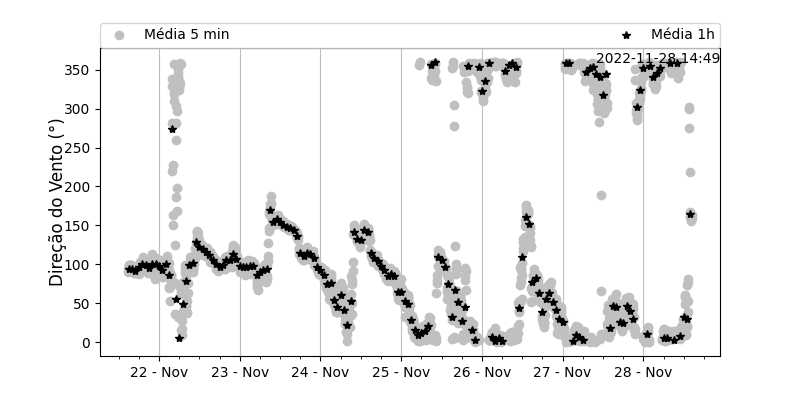 Média 5 min
Média 1h
2022-11-28 14:49
Direção do Vento (°)
350
300
250
200
150
100
50
0
22 - Nov
23 - Nov
24 - Nov
25 - Nov
26 - Nov
27 - Nov
28 - Nov